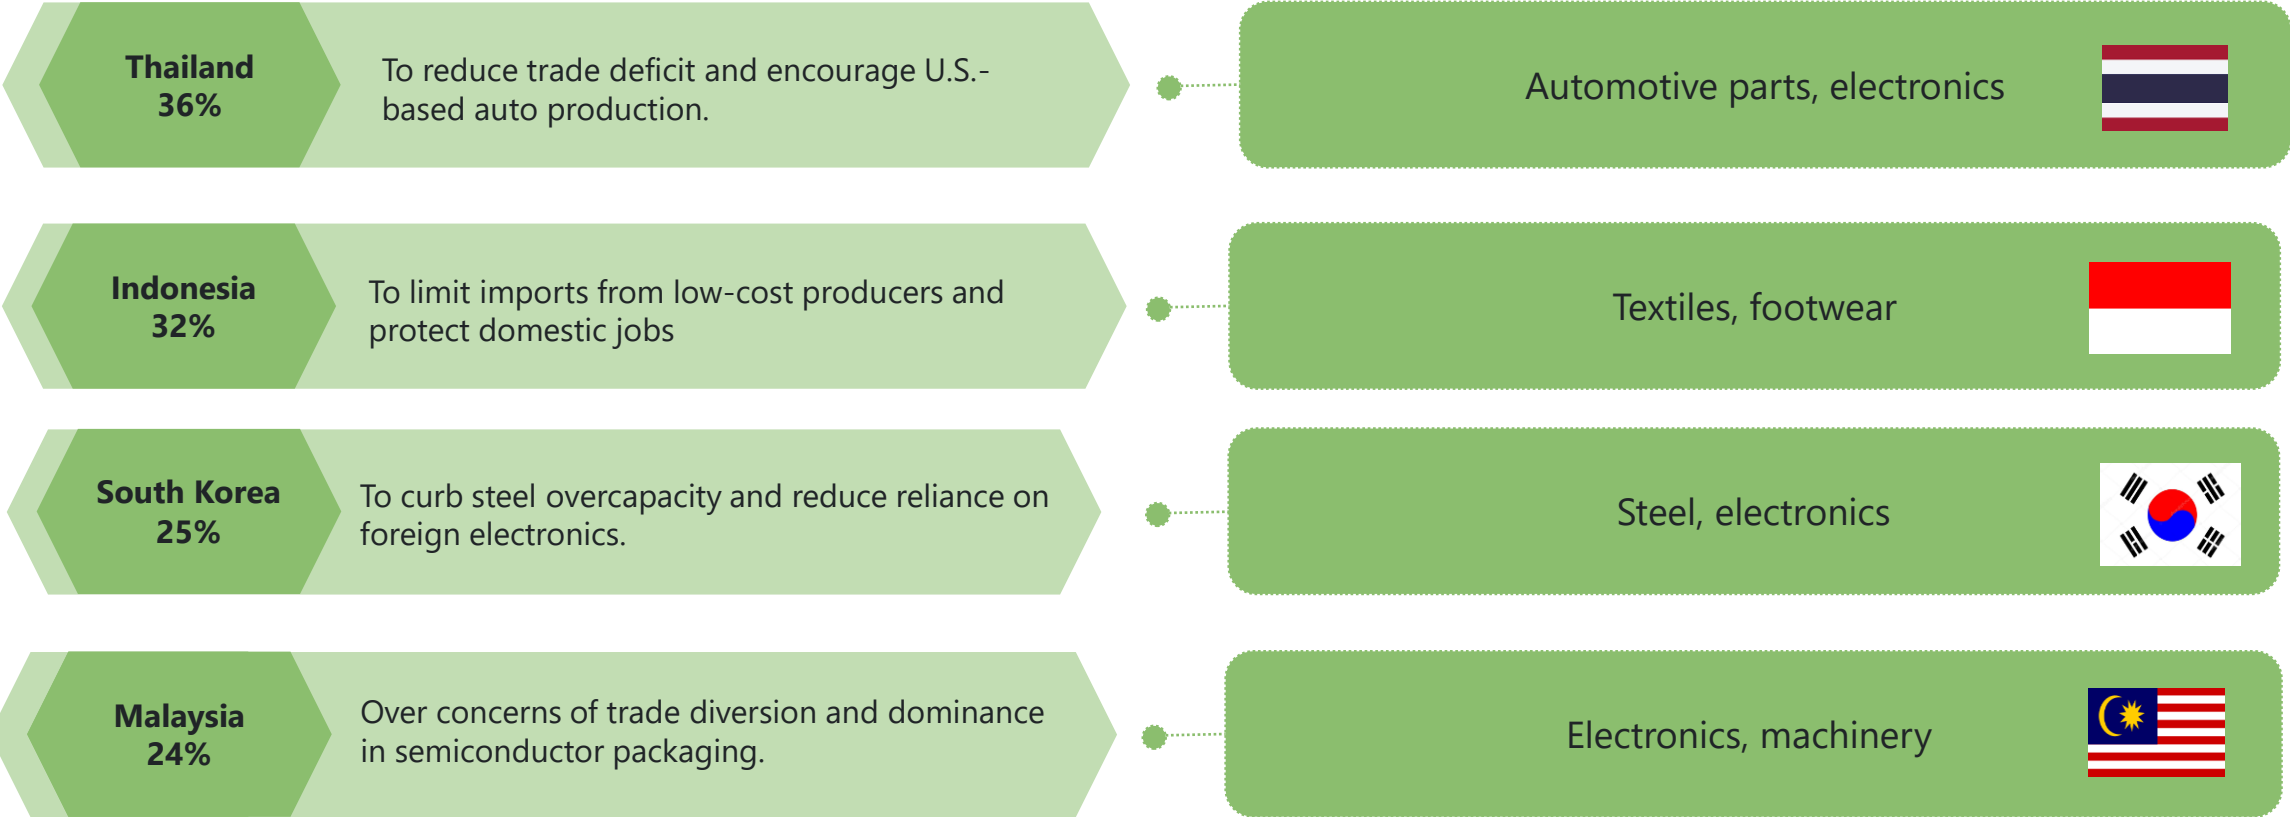 Thailand
36%
To reduce trade deficit and encourage U.S.-
based auto production.
Automotive parts, electronics
Indonesia
32%
To limit imports from low-cost producers and
protect domestic jobs
Textiles, footwear
South Korea
25%
To curb steel overcapacity and reduce reliance on
foreign electronics.
Steel, electronics
Malaysia
24%
Over concerns of trade diversion and dominance
in semiconductor packaging.
Electronics, machinery